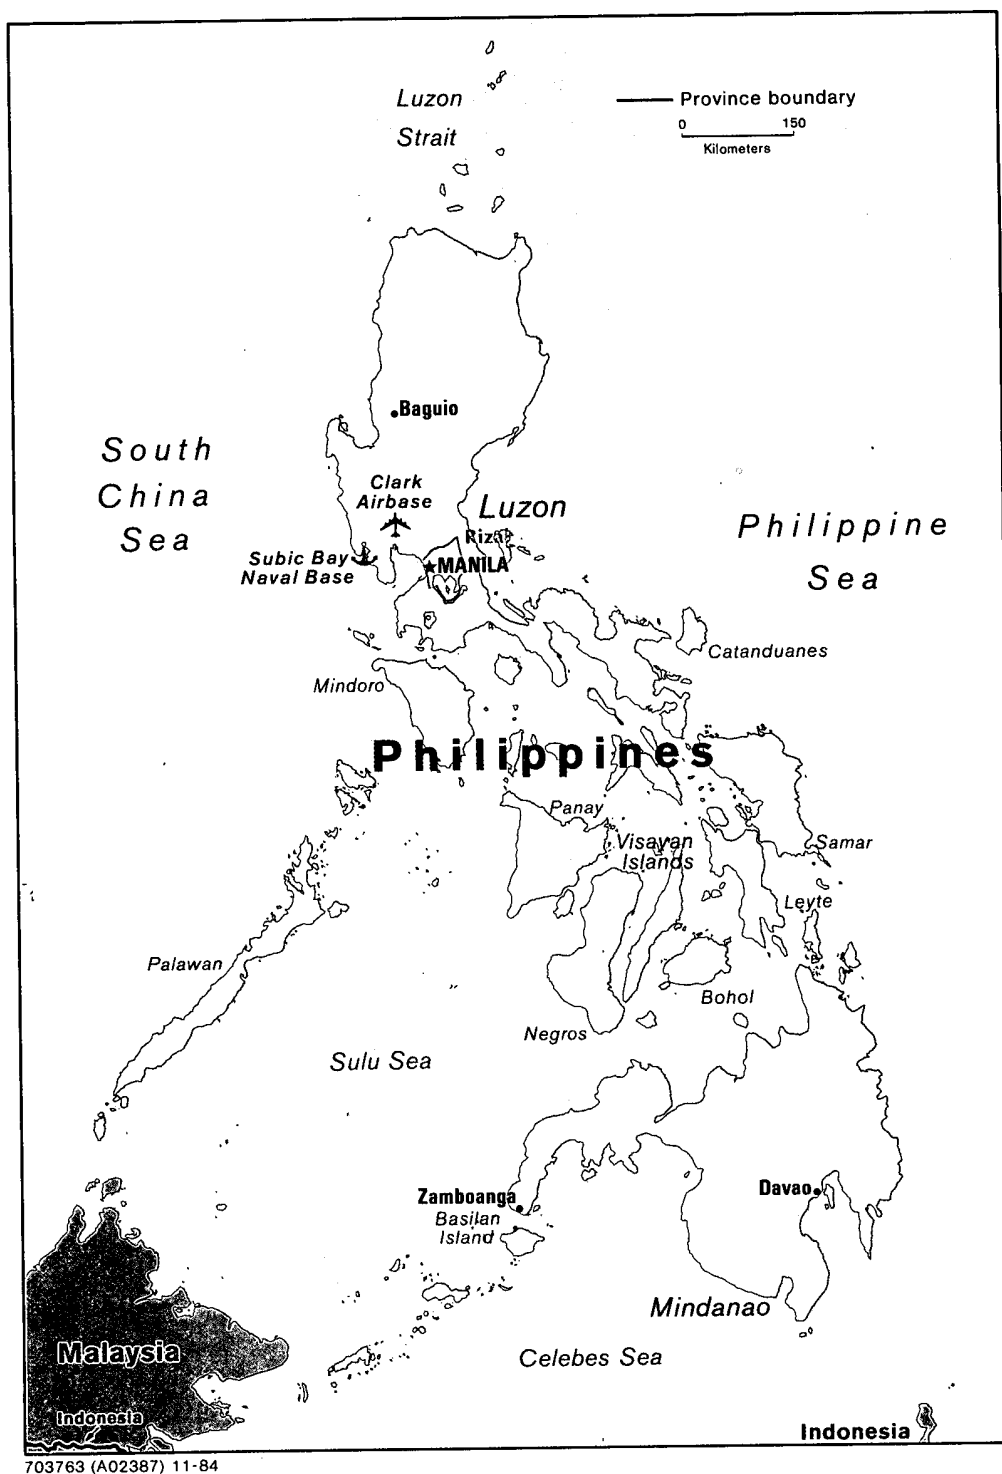 Luzon
Strait
Province boundary
0 150
Kilometers
Baguio
South
China
Sea
Clark
Airbase
Luzon
Rizal
Philippine
Sea
Subic Bay
Naval Base
MANILA
Catanduanes
Mindoro
Philippines
Panay
Visayan
Islands
Samar
Leyte
Palawan
Bohol
Negros
Sulu Sea
Zamboanga
Basilan
Island
Davao
Mindanao
Malaysia
Celebes Sea
Indonesia
Indonesia
703763 (A02387) 11-84